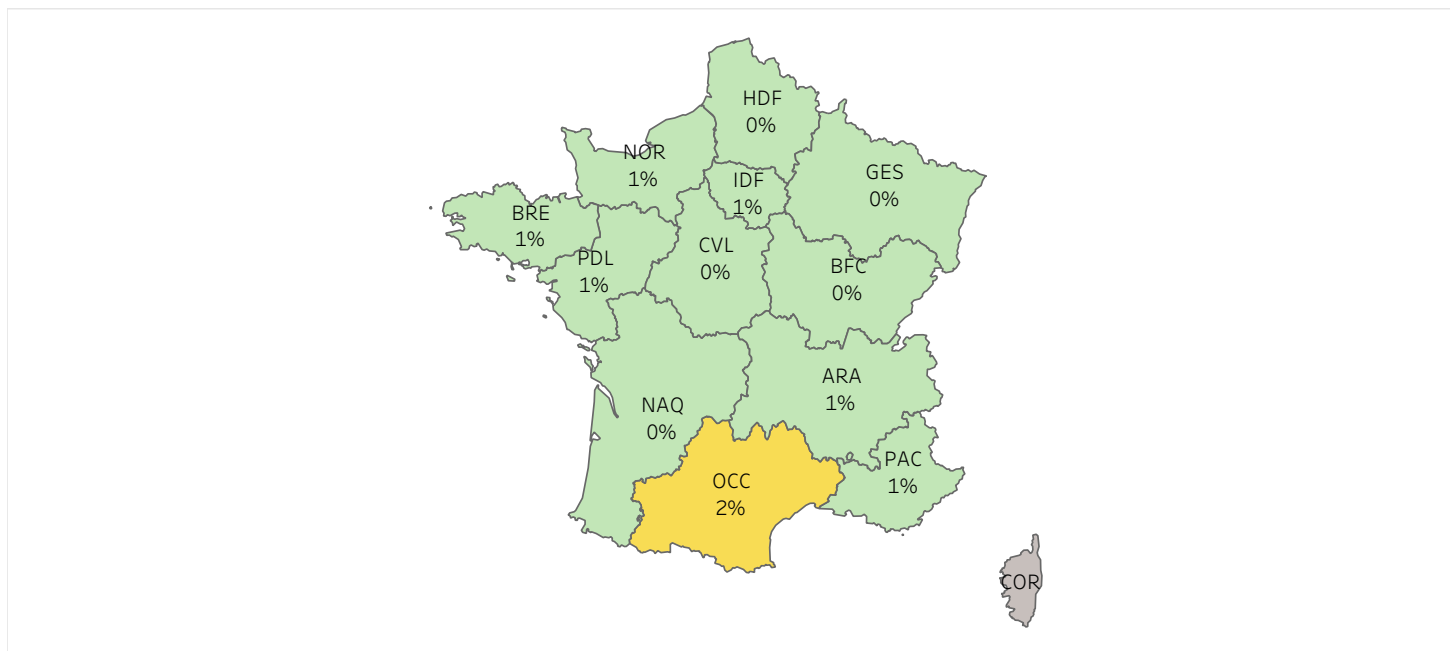 HDF
0%
NOR
1%
IDF
1%
GES
0%
BRE
1%
CVL
0%
PDL
1%
BFC
0%
ARA
1%
NAQ
0%
PAC
1%
OCC
2%
COR